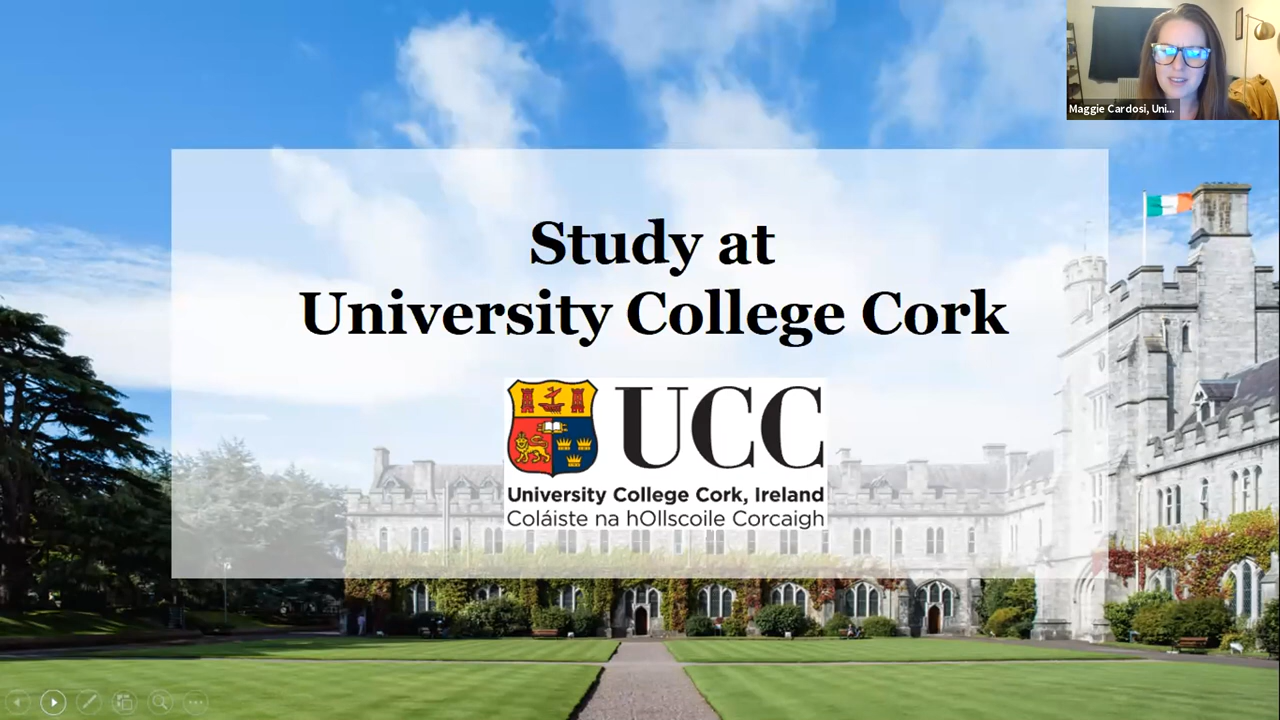 Maggie Cardosi, Uni...
Study at
University College Cork
UCC
University College Cork, Ireland
Coláiste na hOllscoile Corcaigh